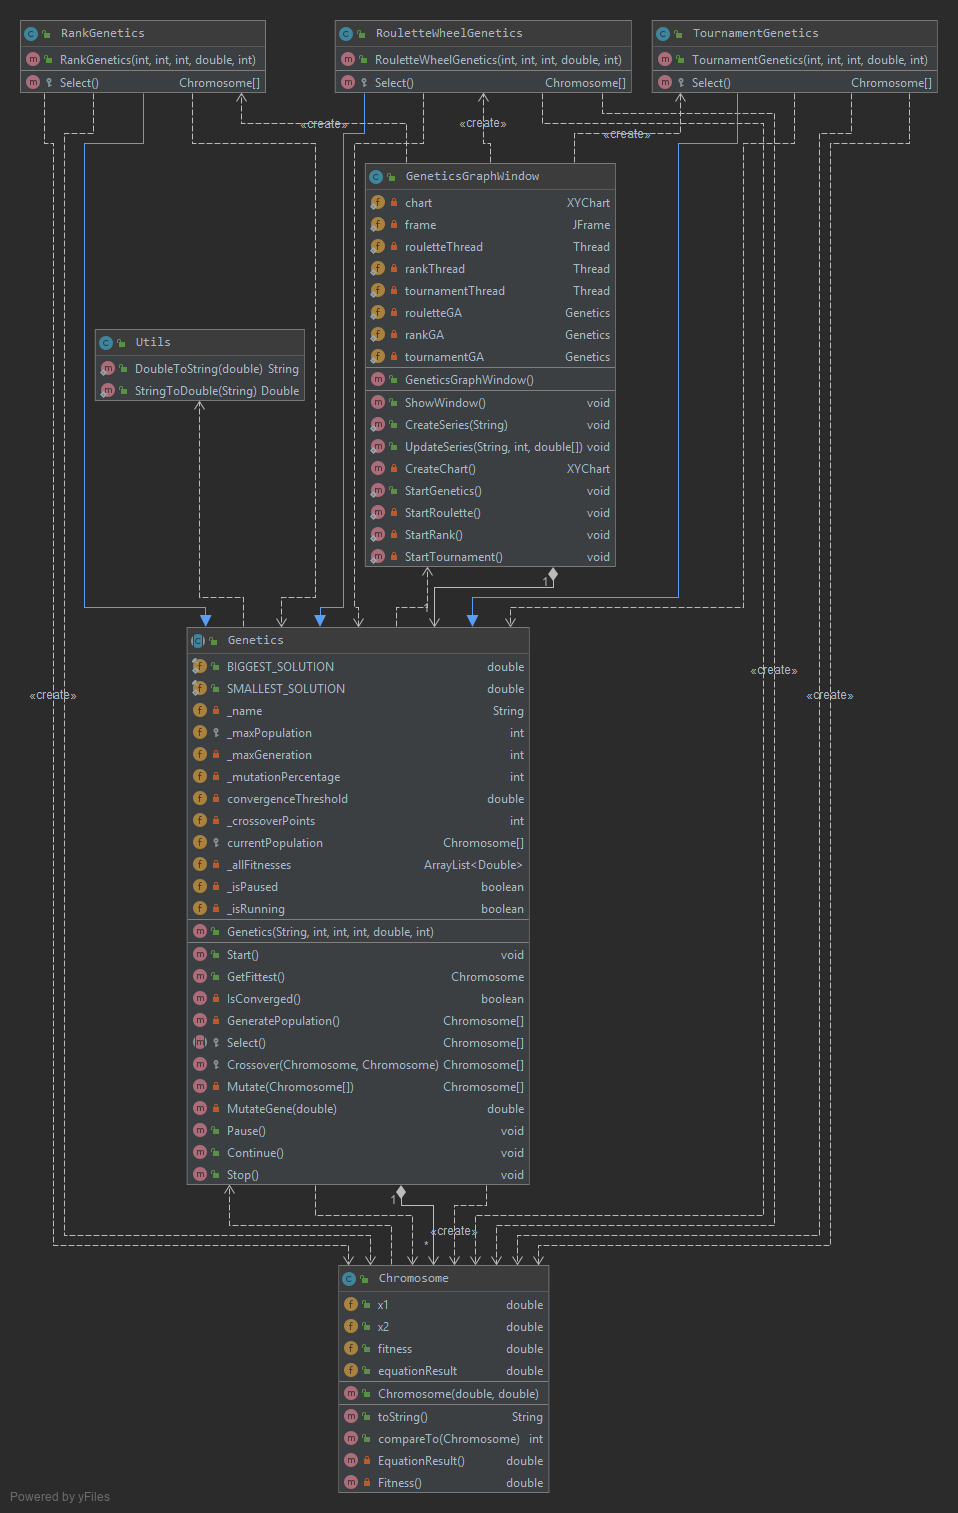 RankGenetics
RankGenetics(int, int, int, double, int)
Select() Chromosome[]
RouletteWheelGenetics
RouletteWheelGenetics(int, int, int, double, int)
Select() Chromosome[]
TournamentGenetics
TournamentGenetics(int, int, int, double, int)
Select() Chromosome[]
«create»
«create»
«create»
GeneticsGraphWindow
chart XYChart
frame JFrame
rouletteThread Thread
rankThread Thread
tournamentThread Thread
rouletteGA Genetics
rankGA Genetics
tournamentGA Genetics
GeneticsGraphWindow()
ShowWindow() void
CreateSeries(String) void
UpdateSeries(String, int, double[]) void
CreateChart() XYChart
StartGenetics() void
StartRoulette() void
StartRank() void
StartTournament() void
Utils
DoubleToString(double) String
StringToDouble(String) Double
1
1
Genetics
BIGGEST_SOLUTION double
SMALLEST_SOLUTION double
_name String
_maxPopulation int
_maxGeneration int
_mutationPercentage int
convergenceThreshold double
_crossoverPoints int
currentPopulation Chromosome[]
_allFitnesses ArrayList<Double>
_isPaused boolean
_isRunning boolean
Genetics(String, int, int, int, double, int)
Start() void
GetFittest() Chromosome
IsConverged() boolean
GeneratePopulation() Chromosome[]
Select() Chromosome[]
Crossover(Chromosome, Chromosome) Chromosome[]
Mutate(Chromosome[]) Chromosome[]
MutateGene(double) double
Pause() void
Continue() void
Stop() void
«create»
«create»
«create»
1
«create»
*
Chromosome
x1 double
x2 double
fitness double
equationResult double
Chromosome(double, double)
toString() String
compareTo(Chromosome) int
EquationResult() double
Fitness() double
Powered by yFiles